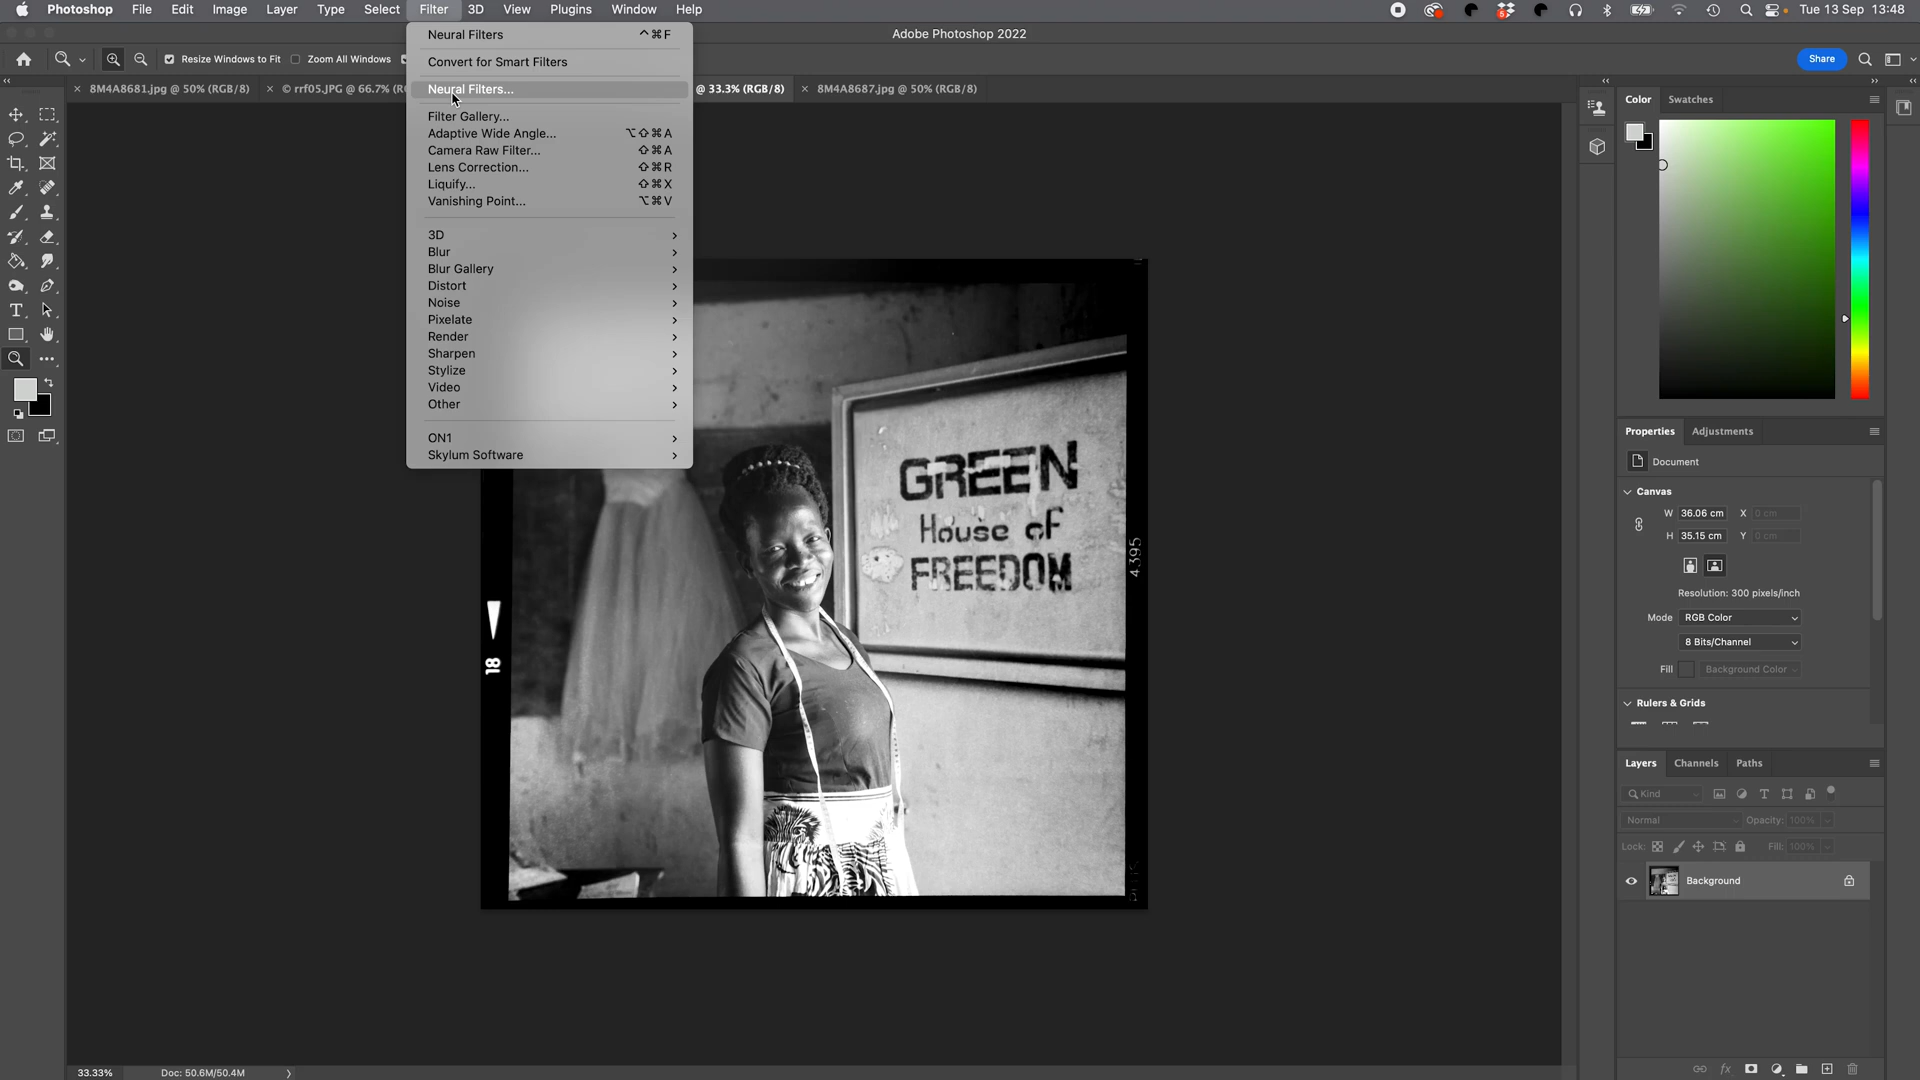 Photoshop File Edit Image Layer Type Select Filter 3D View Plugins Window Help
5
Tue 13 Sep 13:48
Adobe Photoshop 2022
Resize Windows to Fit Zoom All Windows
Share
8M4A8681.jpg @ 50% (RGB/8)
© rrf05.JPG @ 66.7% (RG
@ 33.3% (RGB/8)
8M4A8687.jpg @ 50% (RGB/8)
Neural Filters ^⌘F
Convert for Smart Filters
Neural Filters...
Filter Gallery...
Adaptive Wide Angle... ⌥⇧⌘A
Camera Raw Filter... ⇧⌘A
Lens Correction... ⇧⌘R
Liquify... ⇧⌘X
Vanishing Point... ⌥⌘V
3D
Blur
Blur Gallery
Distort
Noise
Pixelate
Render
Sharpen
Stylize
Video
Other
ON1
Skylum Software
GREEN
House of
FREEDOM
4395
18
Color Swatches
Properties Adjustments
Document
Canvas
W 36.06 cm X 0 cm
H 35.15 cm Y 0 cm
Resolution: 300 pixels/inch
Mode RGB Color
8 Bits/Channel
Fill Background Color
Rulers & Grids
Layers Channels Paths
Kind
Normal Opacity: 100%
Lock: Fill: 100%
Background
fx
33.33% Doc: 50.6M/50.4M